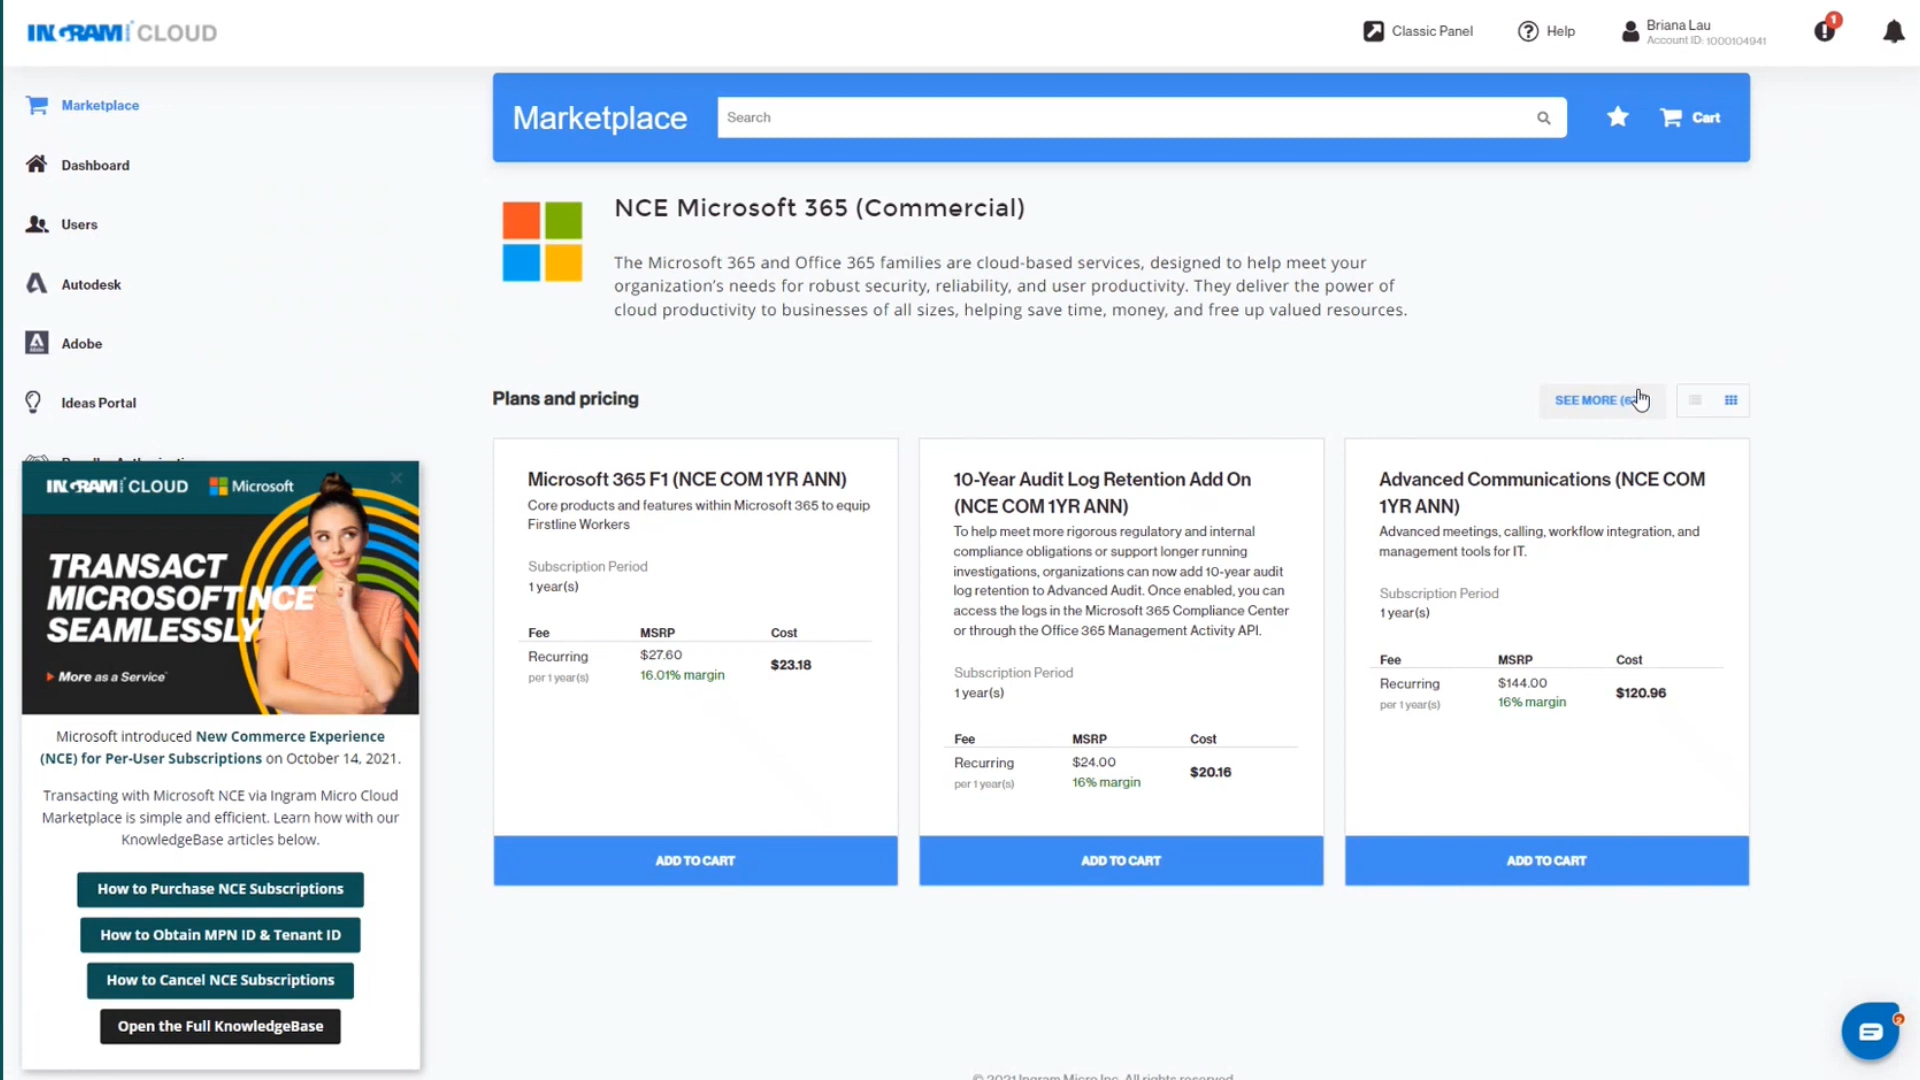 INGRAM MICRO CLOUD
Classic Panel
Help
Briana Lau
Account ID: 1000104941
1
Marketplace
Dashboard
Users
Autodesk
Adobe
Ideas Portal
INGRAM MICRO CLOUD Microsoft
TRANSACT
MICROSOFT NCE
SEAMLESSLY
More as a Service
Microsoft introduced New Commerce Experience
(NCE) for Per-User Subscriptions on October 14, 2021.
Transacting with Microsoft NCE via Ingram Micro Cloud
Marketplace is simple and efficient. Learn how with our
KnowledgeBase articles below.
How to Purchase NCE Subscriptions
How to Obtain MPN ID & Tenant ID
How to Cancel NCE Subscriptions
Open the Full KnowledgeBase
Marketplace
Search
Cart
NCE Microsoft 365 (Commercial)
The Microsoft 365 and Office 365 families are cloud-based services, designed to help meet your
organization's needs for robust security, reliability, and user productivity. They deliver the power of
cloud productivity to businesses of all sizes, helping save time, money, and free up valued resources.
Plans and pricing
SEE MORE
Microsoft 365 F1 (NCE COM 1YR ANN)
Core products and features within Microsoft 365 to equip
Firstline Workers
Subscription Period
1 year(s)
Fee MSRP Cost
Recurring $27.60 $23.18
per 1 year(s) 16.01% margin
ADD TO CART
10-Year Audit Log Retention Add On
(NCE COM 1YR ANN)
To help meet more rigorous regulatory and internal
compliance obligations or support longer running
investigations, organizations can now add 10-year audit
log retention to Advanced Audit. Once enabled, you can
access the logs in the Microsoft 365 Compliance Center
or through the Office 365 Management Activity API.
Subscription Period
1 year(s)
Fee MSRP Cost
Recurring $24.00 $20.16
per 1 year(s) 16% margin
ADD TO CART
Advanced Communications (NCE COM
1YR ANN)
Advanced meetings, calling, workflow integration, and
management tools for IT.
Subscription Period
1 year(s)
Fee MSRP Cost
Recurring $144.00 $120.96
per 1 year(s) 16% margin
ADD TO CART
© 2021 Ingram Micro Inc. All rights reserved